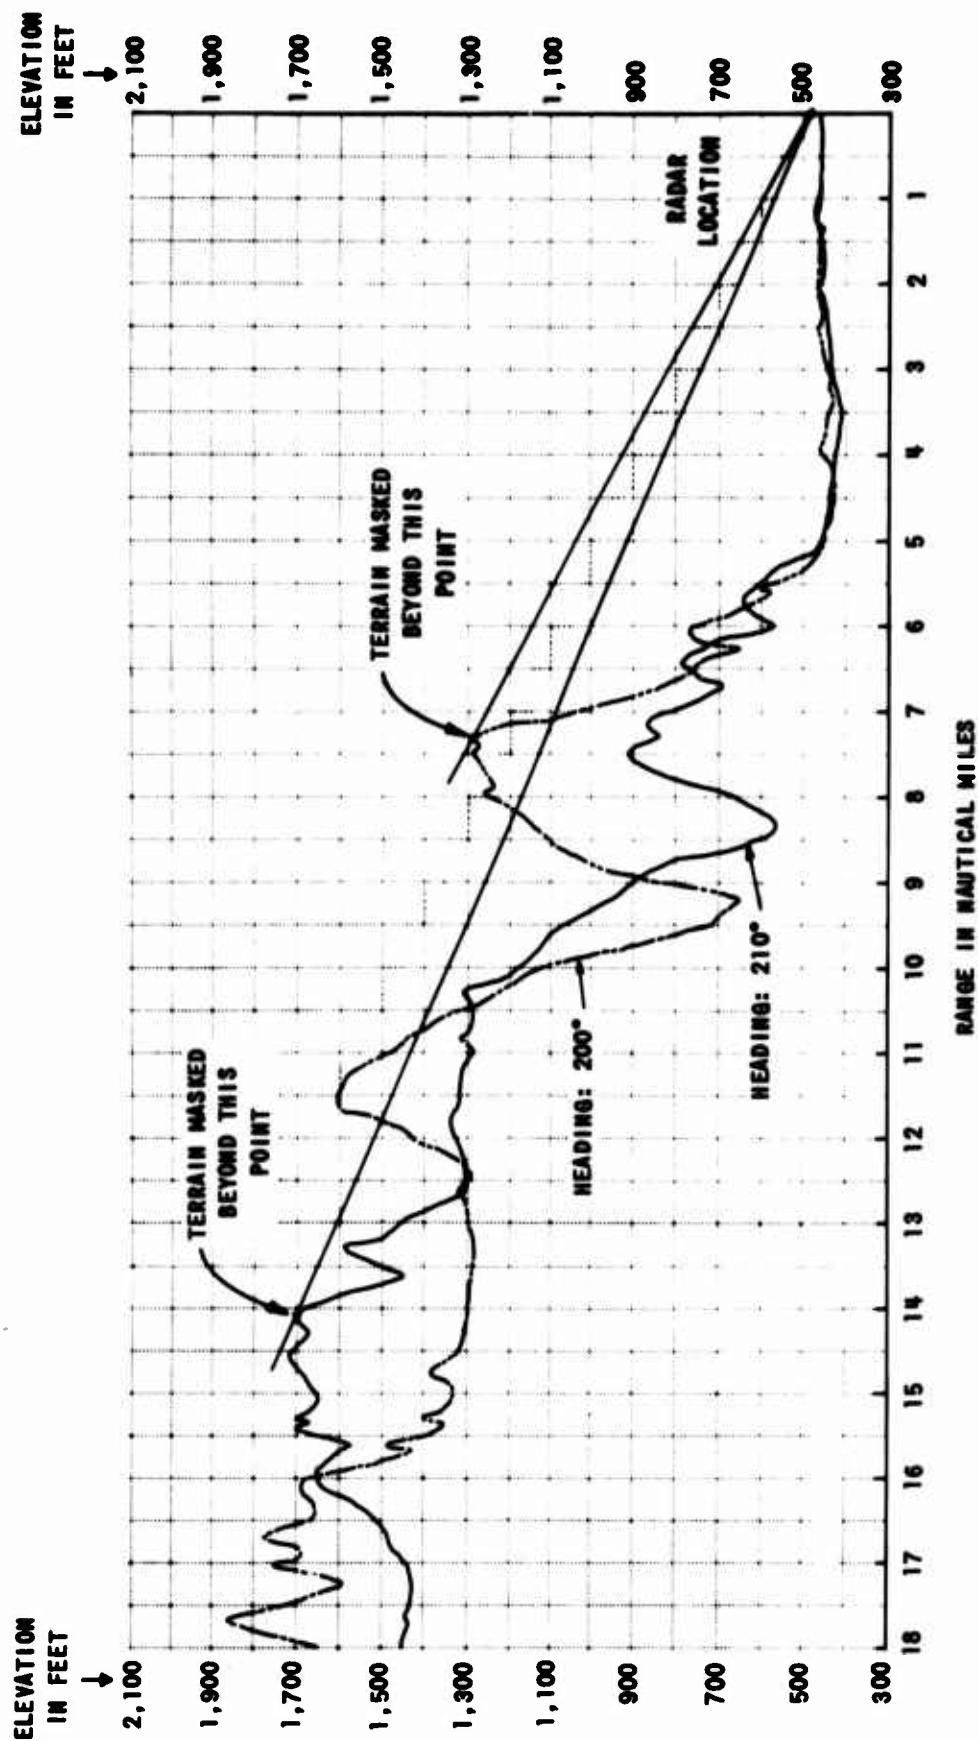 ELEVATION
IN FEET
2,100
1,900
1,700
1,500
1,300
1,100
900
700
500
300
ELEVATION
IN FEET
2,100
1,900
1,700
1,500
1,300
1,100
900
700
500
300
TERRAIN MASKED
BEYOND THIS
POINT
TERRAIN MASKED
BEYOND THIS
POINT
RADAR
LOCATION
HEADING: 200°
HEADING: 210°
18 17 16 15 14 13 12 11 10 9 8 7 6 5 4 3 2 1
RANGE IN NAUTICAL MILES